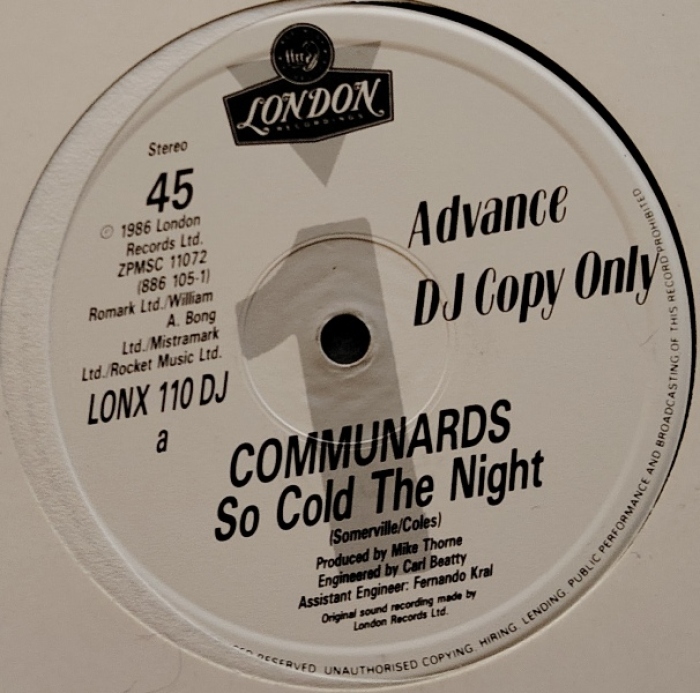 LONDON
RECORDINGS
Stereo
45
© 1986 London
Records Ltd.
ZPMSC 11072
(886 105-1)
Romark Ltd./William
A. Bong
Ltd./Mistramark
Ltd./Rocket Music Ltd.
LONX 110 DJ
a
Advance
DJ Copy Only
1
COMMUNARDS
So Cold The Night
(Somerville/Coles)
Produced by Mike Thorne
Engineered by Carl Beatty
Assistant Engineer: Fernando Kral
Original sound recording made by
London Records Ltd.
RESERVED. UNAUTHORISED COPYING, HIRING, LENDING, PUBLIC PERFORMANCE AND BROADCASTING OF THIS RECORD PROHIBITED